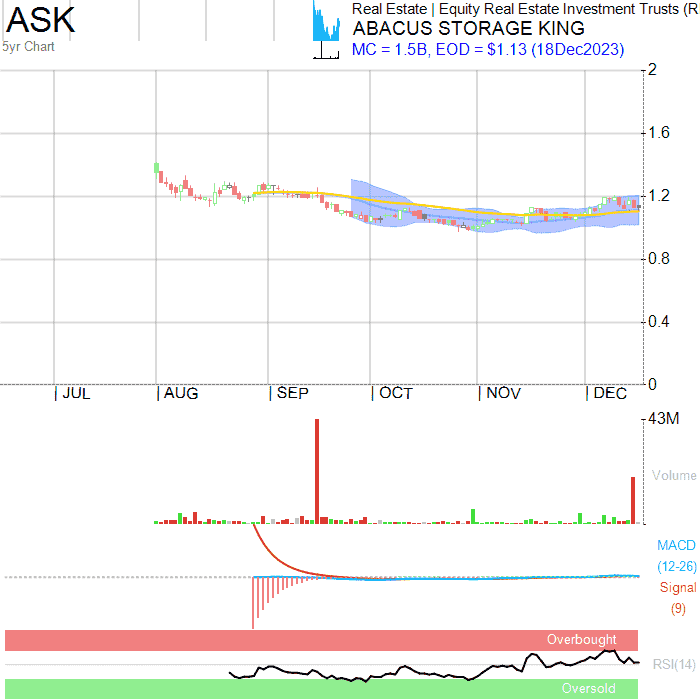 ASK
5yr Chart
Real Estate | Equity Real Estate Investment Trusts (R
ABACUS STORAGE KING
MC = 1.5B, EOD = $1.13 (18Dec2023)
2
1.6
1.2
0.8
0.4
0
JUL AUG SEP OCT NOV DEC
43M
Volume
MACD
(12-26)
Signal
(9)
Overbought
RSI(14)
Oversold